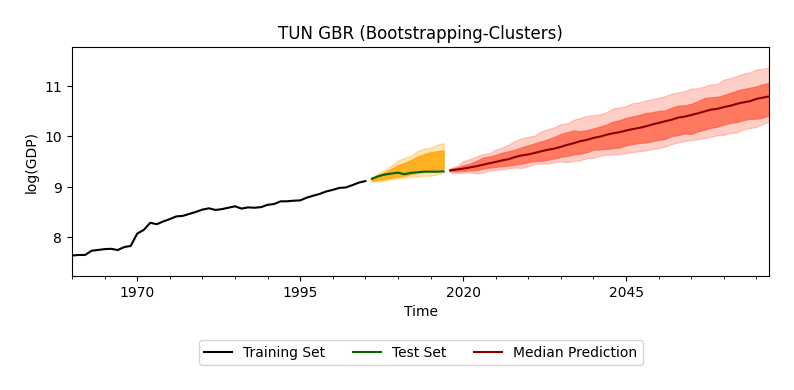 TUN GBR (Bootstrapping-Clusters)
log(GDP)
11
10
9
8
1970 1995 2020 2045
Time
Training Set Test Set Median Prediction